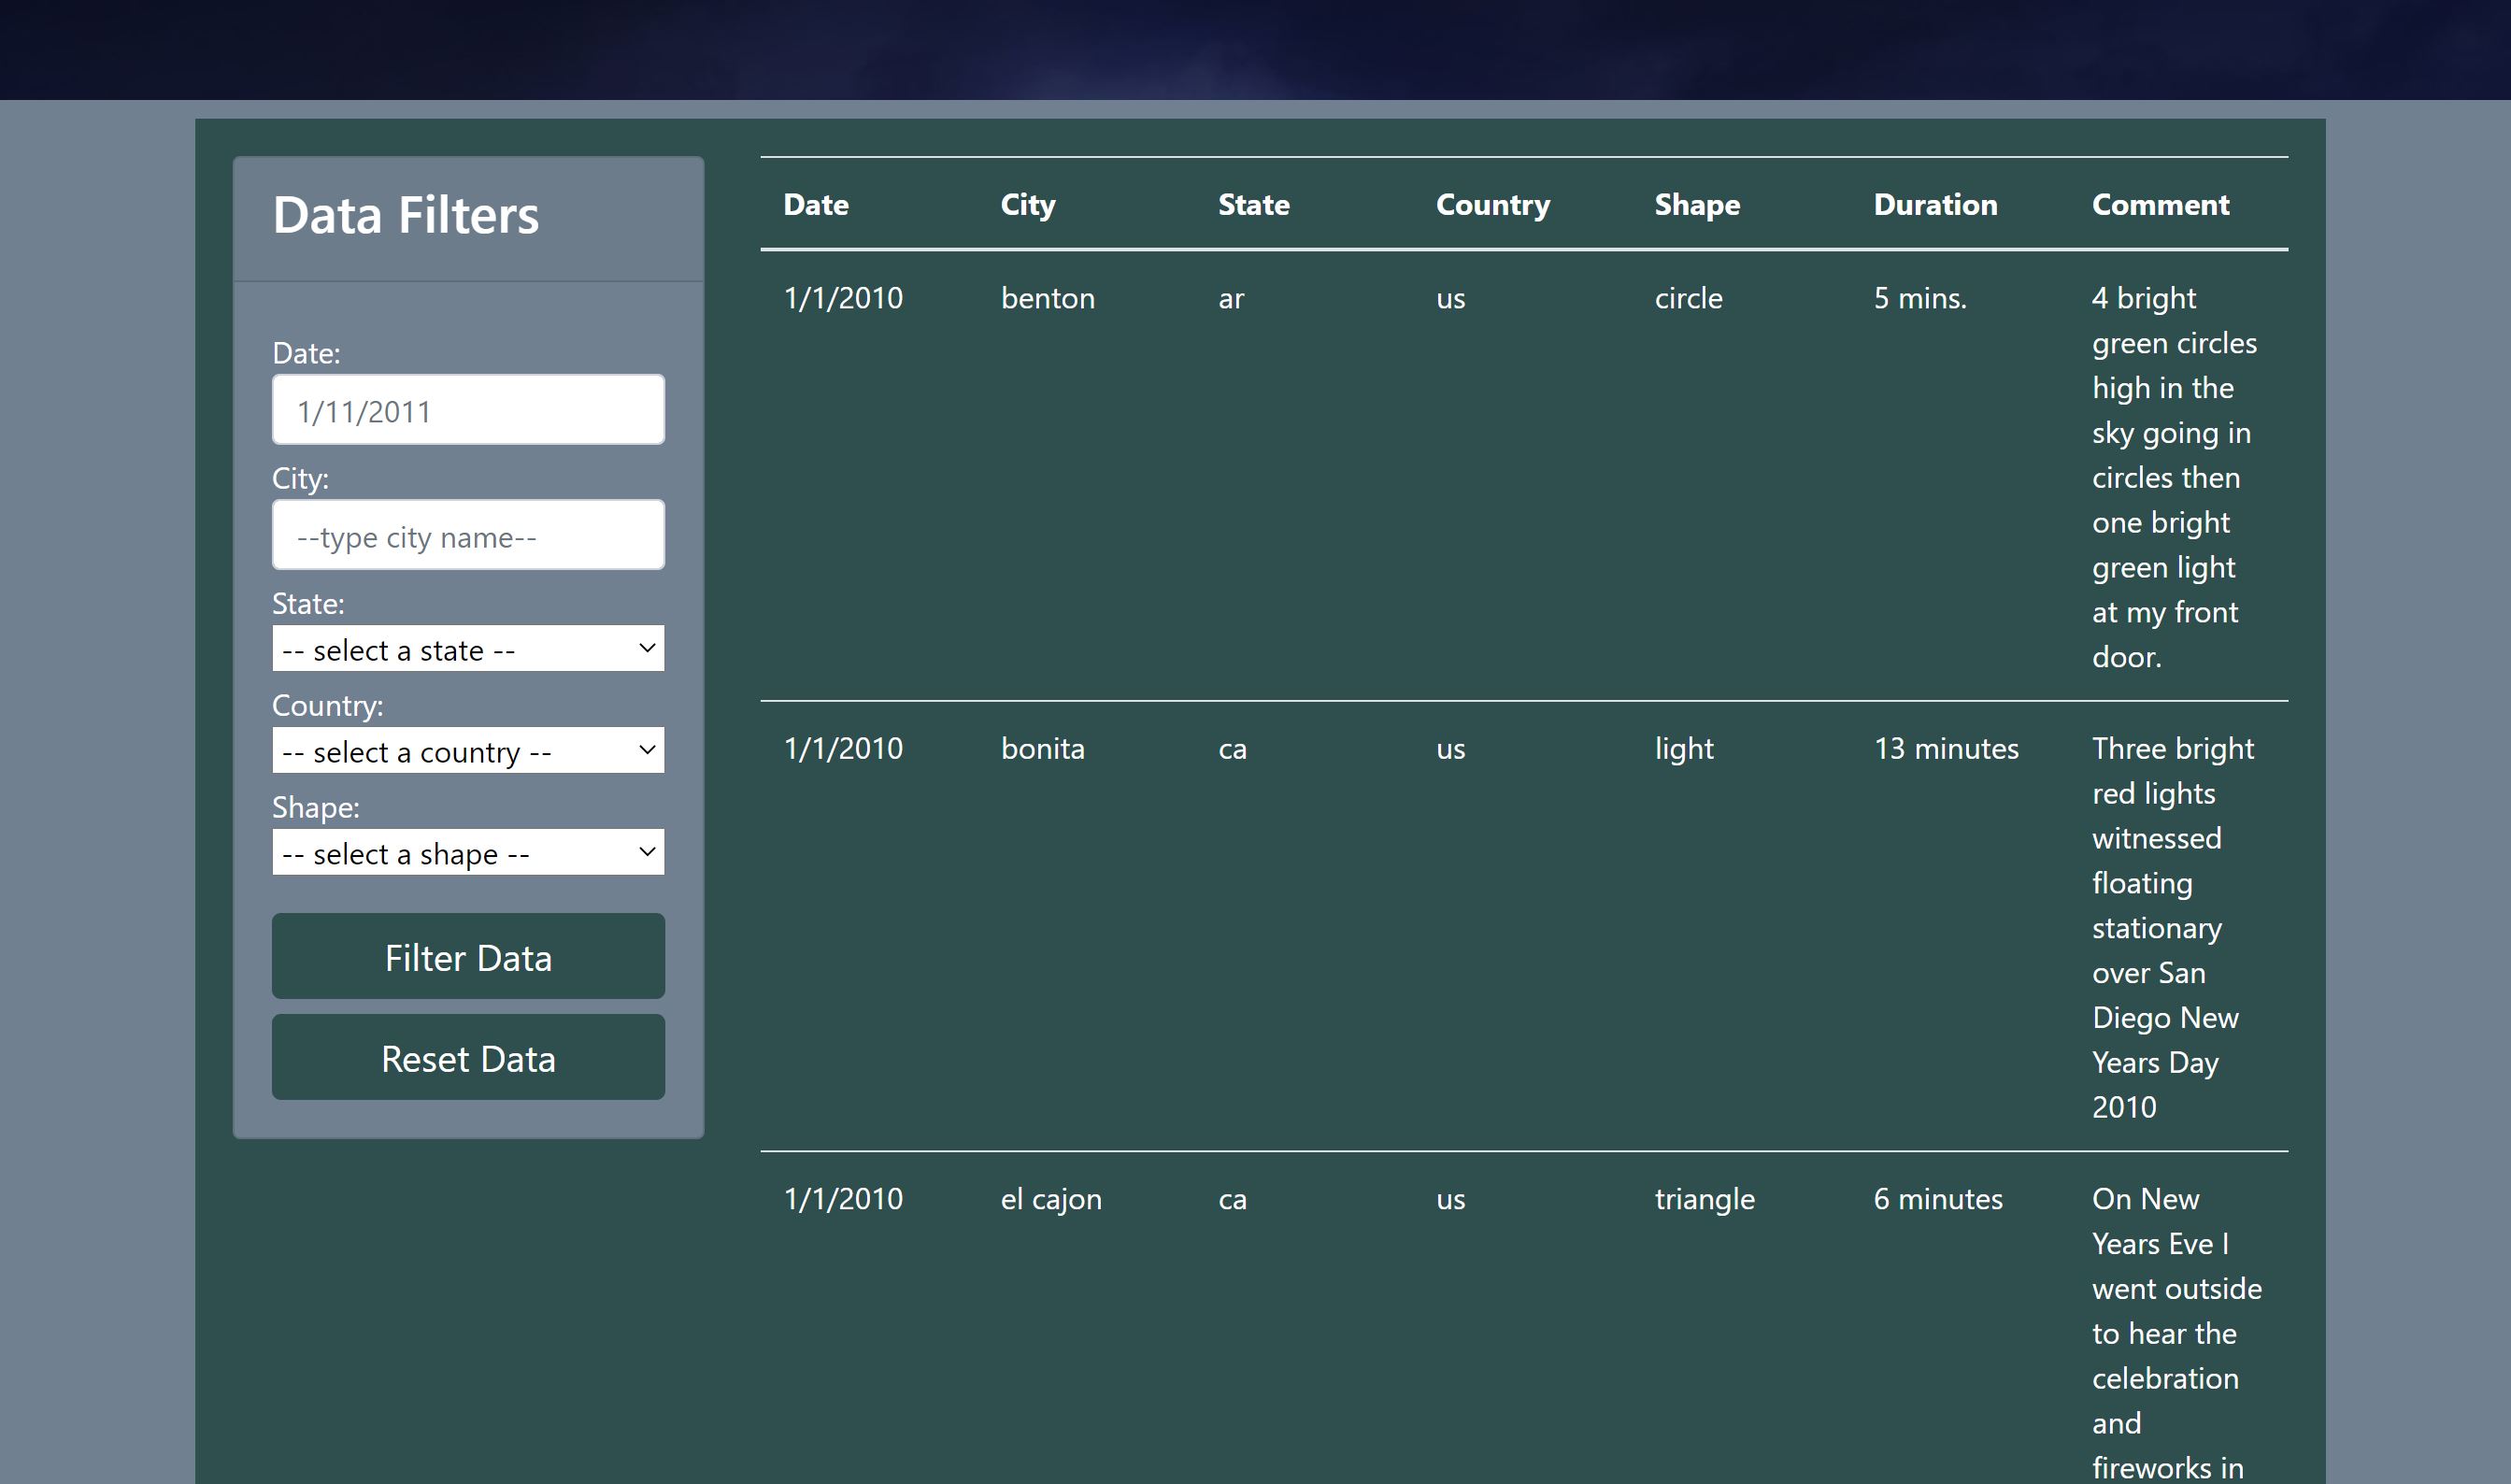 Data Filters
Date:
1/11/2011
City:
--type city name--
State:
-- select a state --
Country:
-- select a country --
Shape:
-- select a shape --
Filter Data
Reset Data
Date City State Country Shape Duration Comment
1/1/2010 benton ar us circle 5 mins. 4 bright
green circles
high in the
sky going in
circles then
one bright
green light
at my front
door.
1/1/2010 bonita ca us light 13 minutes Three bright
red lights
witnessed
floating
stationary
over San
Diego New
Years Day
2010
1/1/2010 el cajon ca us triangle 6 minutes On New
Years Eve I
went outside
to hear the
celebration
and
fireworks in